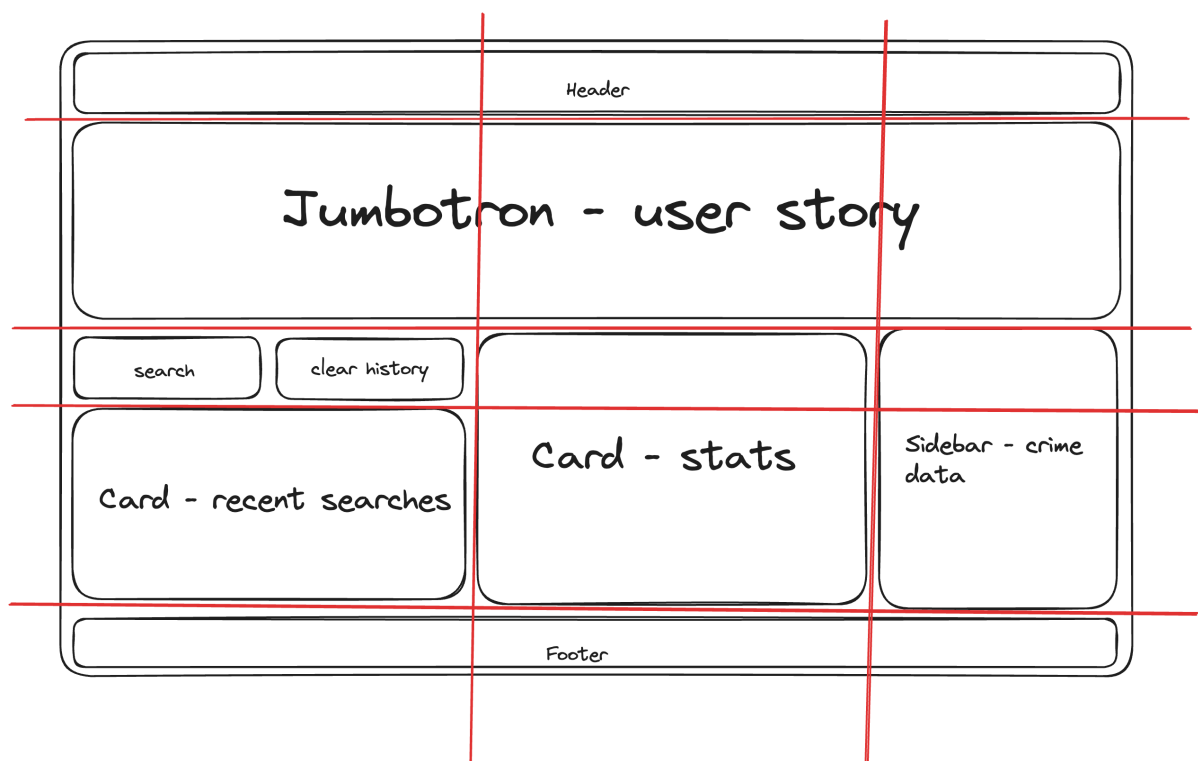 Header
Jumbotron - user story
search
clear history
Card - recent searches
Card - stats
Sidebar - crime
data
Footer